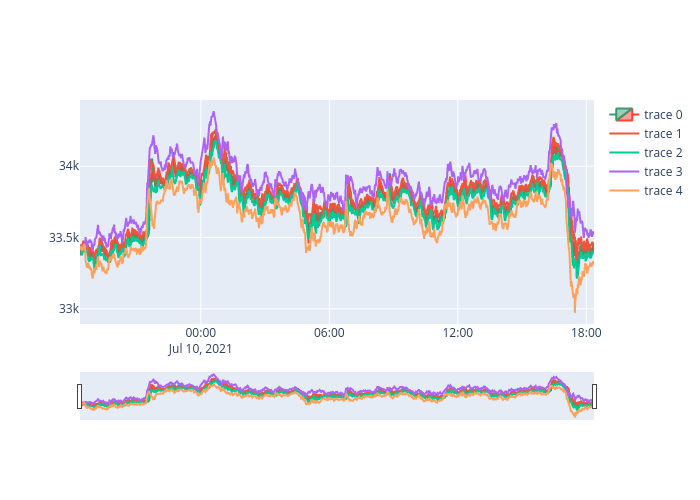 trace 0
trace 1
trace 2
trace 3
trace 4
34k
33.5k
33k
00:00
06:00
12:00
18:00
Jul 10, 2021